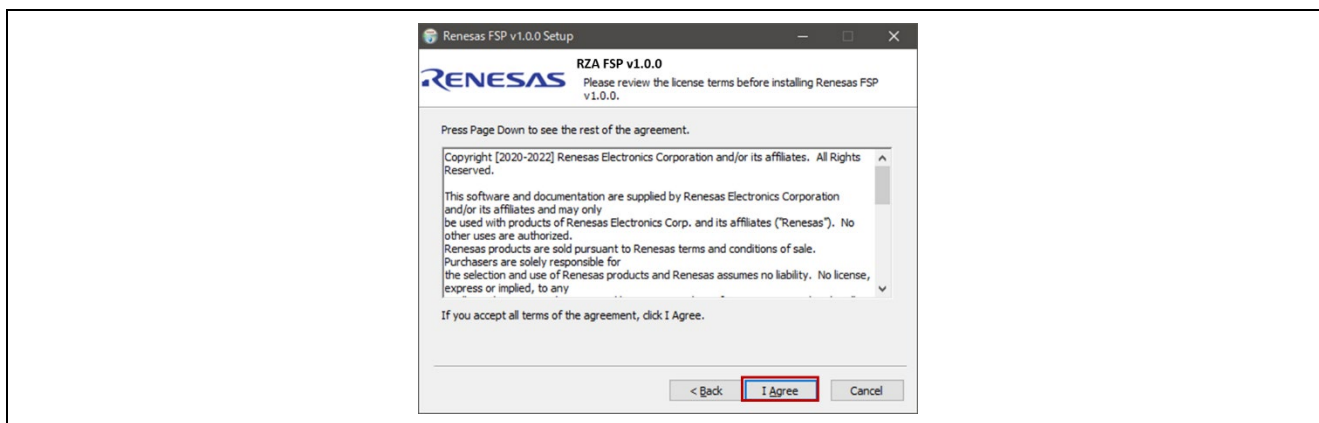 Renesas FSP v1.0.0 Setup
RENESAS
RZA FSP v1.0.0
Please review the license terms before installing Renesas FSP
v1.0.0.
Press Page Down to see the rest of the agreement.
Copyright [2020-2022] Renesas Electronics Corporation and/or its affiliates.  All Rights
Reserved.
This software and documentation are supplied by Renesas Electronics Corporation
and/or its affiliates and may only
be used with products of Renesas Electronics Corp. and its affiliates ("Renesas").  No
other uses are authorized.
Renesas products are sold pursuant to Renesas terms and conditions of sale.
Purchasers are solely responsible for
the selection and use of Renesas products and Renesas assumes no liability.  No license,
express or implied, to any
If you accept all terms of the agreement, click I Agree.
< Back
I Agree
Cancel